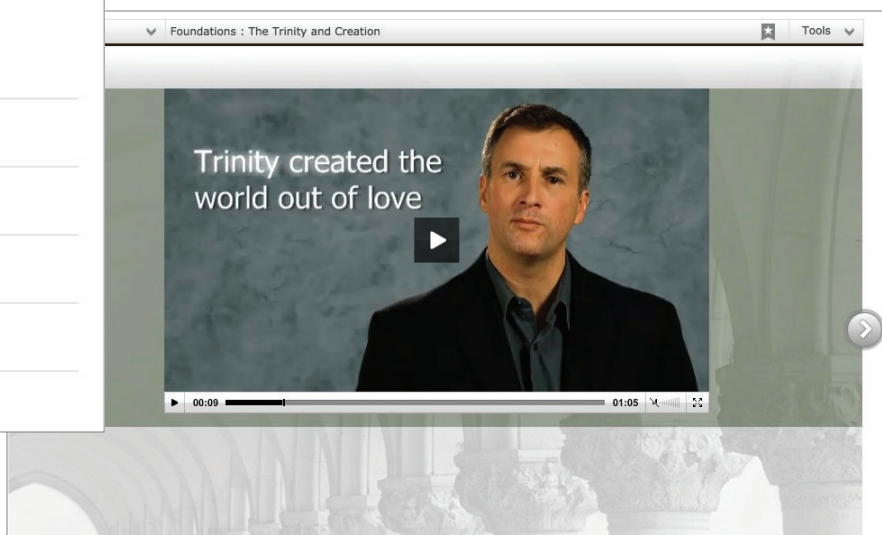 Foundations : The Trinity and Creation
Tools
Trinity created the
world out of love
00:09
01:05